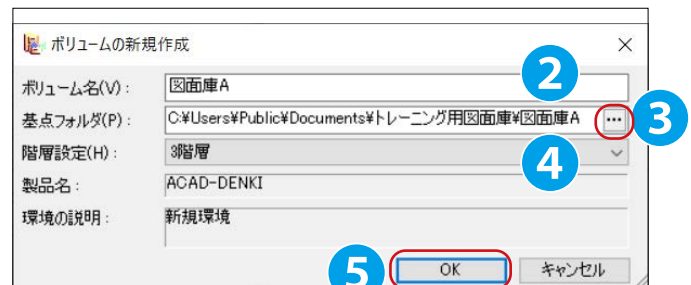 ボリュームの新規作成
ボリューム名(V): 図面庫A
2
基点フォルダ(P): C:¥Users¥Public¥Documents¥トレーニング用図面庫¥図面庫A ...
3
階層設定(H): 3階層
4
製品名: ACAD-DENKI
環境の説明: 新規環境
5
OK キャンセル